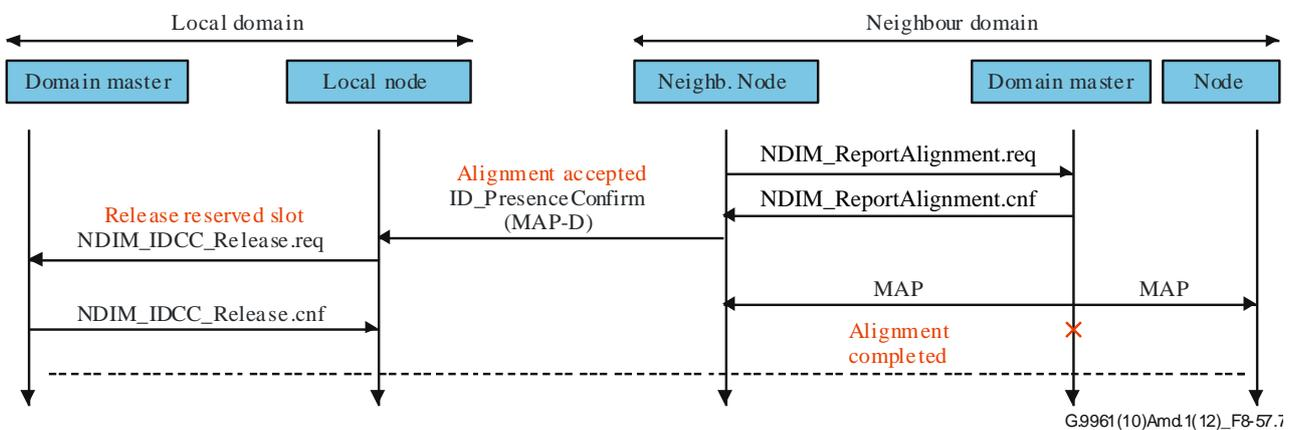 Local domain
Neighbour domain
Domain master
Local node
Neighb. Node
Domain master
Node
NDIM_ReportAlignment.req
Alignment accepted
ID_PresenceConfirm
(MAP-D)
NDIM_ReportAlignment.cnf
Release reserved slot
NDIM_IDCC_Release.req
MAP
MAP
NDIM_IDCC_Release.cnf
Alignment
completed
G.9961(10)Amd.1(12)_F8-57.7